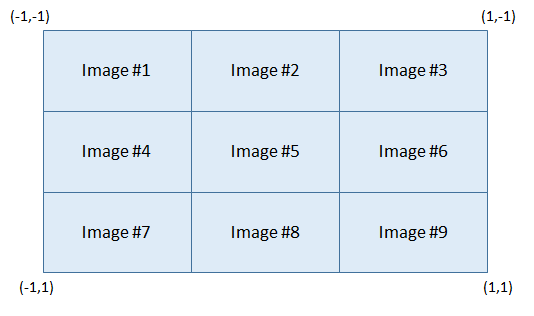 (-1,-1) (1,-1)
Image #1 Image #2 Image #3
Image #4 Image #5 Image #6
Image #7 Image #8 Image #9
(-1,1) (1,1)